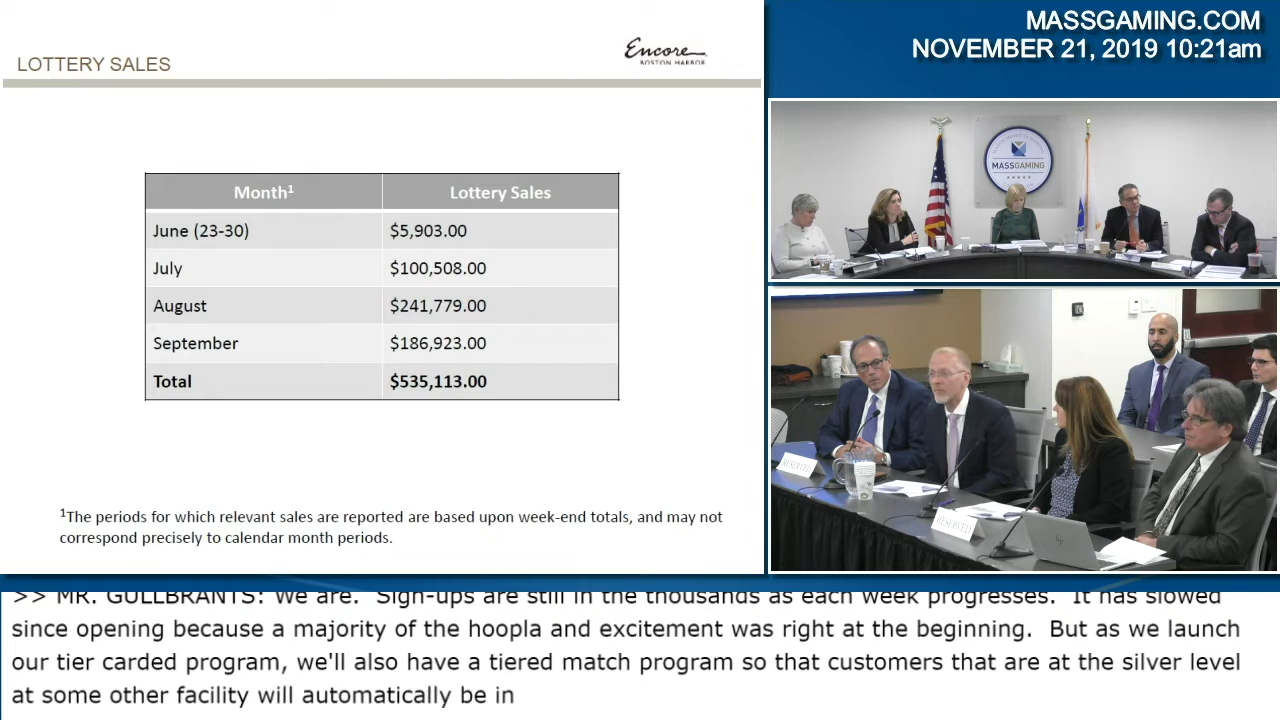 MASSGAMING.COM
NOVEMBER 21, 2019 10:21am
LOTTERY SALES
Encore
BOSTON HARBOR
Month¹ Lottery Sales
June (23-30) $5,903.00
July $100,508.00
August $241,779.00
September $186,923.00
Total $535,113.00
¹The periods for which relevant sales are reported are based upon week-end totals, and may not
correspond precisely to calendar month periods.
MASSGAMING
RESERVED
RESERVED
>> MR. GULLBRANTS: We are. Sign-ups are still in the thousands as each week progresses. It has slowed
since opening because a majority of the hoopla and excitement was right at the beginning. But as we launch
our tier carded program, we'll also have a tiered match program so that customers that are at the silver level
at some other facility will automatically be in